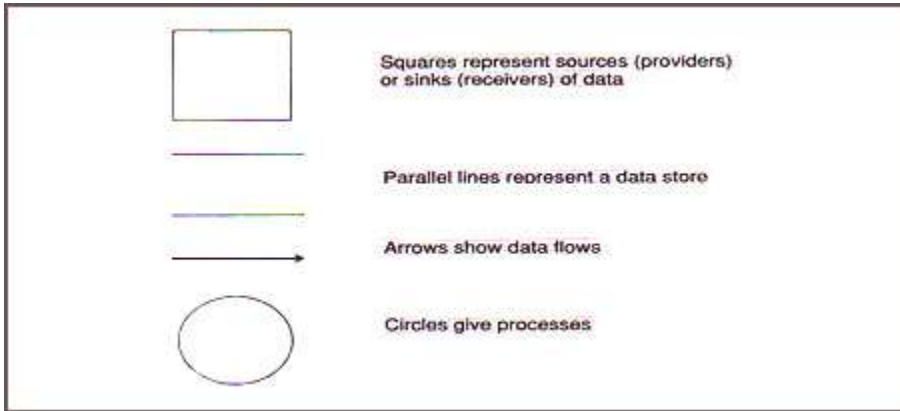 Squares represent sources (providers)
or sinks (receivers) of data
Parallel lines represent a data store
Arrows show data flows
Circles give processes